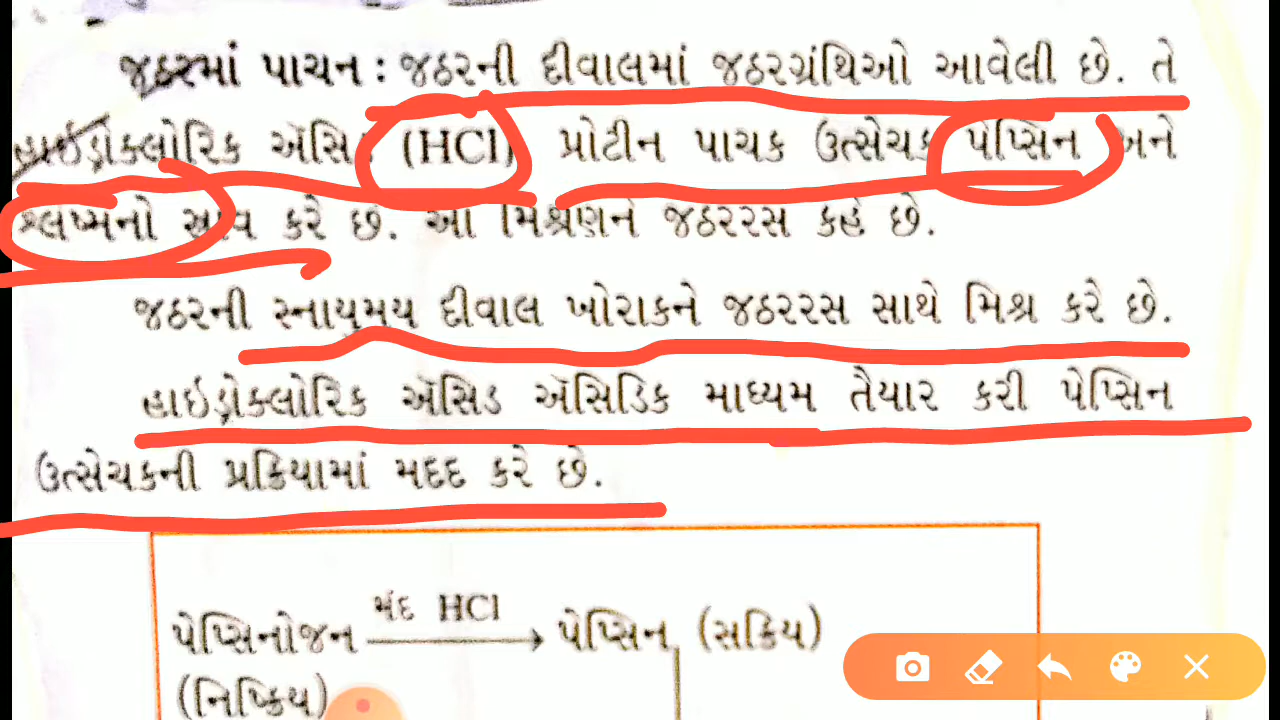 જઠરમાં પાચન : જઠરની દીવાલમાં જઠરગ્રંથિઓ આવેલી છે. તે
હાઈડ્રોક્લોરિક ઍસિડ (HCl) પ્રોટીન પાચક ઉત્સેચક પેપ્સિન અને
શ્લેષ્મનો સ્રાવ કરે છે. આ મિશ્રણને જઠરરસ કહે છે.
જઠરની સ્નાયુમય દીવાલ ખોરાકને જઠરરસ સાથે મિશ્ર કરે છે.
હાઇડ્રોક્લોરિક ઍસિડ ઍસિડિક માધ્યમ તૈયાર કરી પેપ્સિન
ઉત્સેચકની પ્રક્રિયામાં મદદ કરે છે.
મંદ HCl
પેપ્સિનોજન → પેપ્સિન (સક્રિય)
(નિષ્ક્રિય)